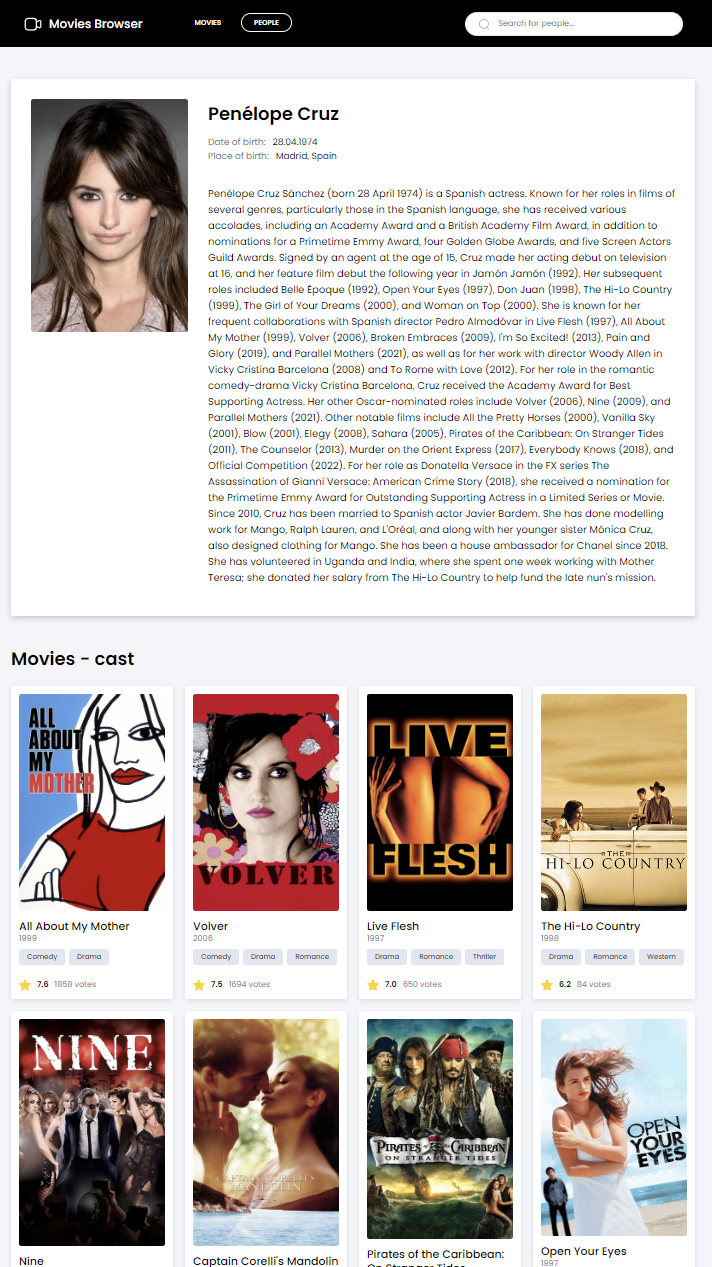 Movies Browser
MOVIES
PEOPLE
Search for people...
Penélope Cruz
Date of birth: 28.04.1974
Place of birth: Madrid, Spain
Penélope Cruz Sánchez (born 28 April 1974) is a Spanish actress. Known for her roles in films of
several genres, particularly those in the Spanish language, she has received various
accolades, including an Academy Award and a British Academy Film Award, in addition to
nominations for a Primetime Emmy Award, four Golden Globe Awards, and five Screen Actors
Guild Awards. Signed by an agent at the age of 15, Cruz made her acting debut on television
at 16, and her feature film debut the following year in Jamón Jamón (1992). Her subsequent
roles included Belle Époque (1992), Open Your Eyes (1997), Don Juan (1998), The Hi-Lo Country
(1999), The Girl of Your Dreams (2000), and Woman on Top (2000). She is known for her
frequent collaborations with Spanish director Pedro Almodóvar in Live Flesh (1997), All About
My Mother (1999), Volver (2006), Broken Embraces (2009), I'm So Excited! (2013), Pain and
Glory (2019), and Parallel Mothers (2021), as well as for her work with director Woody Allen in
Vicky Cristina Barcelona (2008) and To Rome with Love (2012). For her role in the romantic
comedy-drama Vicky Cristina Barcelona, Cruz received the Academy Award for Best
Supporting Actress. Her other Oscar-nominated roles include Volver (2006), Nine (2009), and
Parallel Mothers (2021). Other notable films include All the Pretty Horses (2000), Vanilla Sky
(2001), Blow (2001), Elegy (2008), Sahara (2005), Pirates of the Caribbean: On Stranger Tides
(2011), The Counselor (2013), Murder on the Orient Express (2017), Everybody Knows (2018), and
Official Competition (2022). For her role as Donatella Versace in the FX series The
Assassination of Gianni Versace: American Crime Story (2018), she received a nomination for
the Primetime Emmy Award for Outstanding Supporting Actress in a Limited Series or Movie.
Since 2010, Cruz has been married to Spanish actor Javier Bardem. She has done modelling
work for Mango, Ralph Lauren, and L'Oréal, and along with her younger sister Mónica Cruz,
also designed clothing for Mango. She has been a house ambassador for Chanel since 2018.
She has volunteered in Uganda and India, where she spent one week working with Mother
Teresa; she donated her salary from The Hi-Lo Country to help fund the late nun's mission.
Movies - cast
ALL
ABOUT
MY
MOTHER
All About My Mother
1999
Comedy Drama
7.6 1858 votes
VOLVER
Volver
2006
Comedy Drama Romance
7.5 1694 votes
LIVE
FLESH
Live Flesh
1997
Drama Romance Thriller
7.0 650 votes
THE
HI-LO COUNTRY
The Hi-Lo Country
1998
Drama Romance Western
6.2 84 votes
NINE
Nine
CAPTAIN CORELLI'S
MANDOLIN
Captain Corelli's Mandolin
PIRATES of the CARIBBEAN
ON STRANGER TIDES
Pirates of the Caribbean:
On Stranger Tides
OPEN
YOUR
EYES
Open Your Eyes
1997